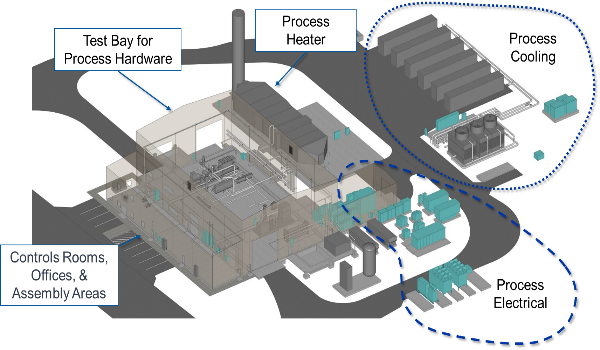 Test Bay for
Process Hardware
Process
Heater
Process
Cooling
Controls Rooms,
Offices, &
Assembly Areas
Process
Electrical